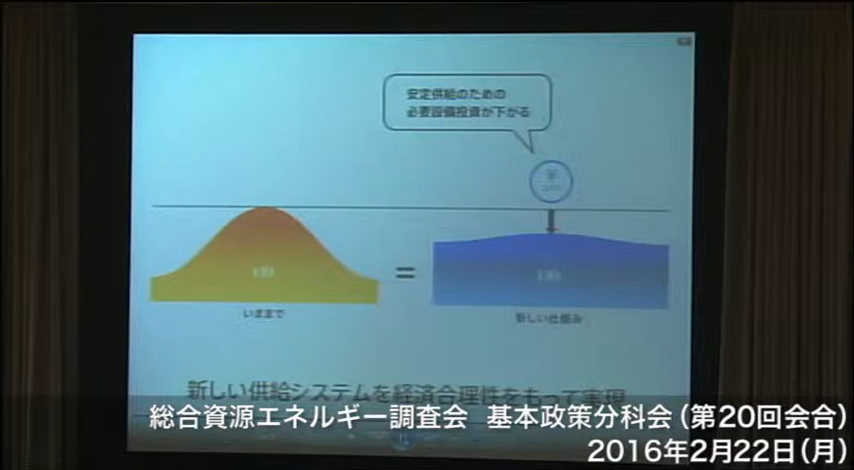 安定供給のための
必要設備投資が下がる
¥
=
いままで
新しい仕組み
新しい供給システムを経済合理性をもって実現
総合資源エネルギー調査会 基本政策分科会(第20回会合)
2016年2月22日(月)